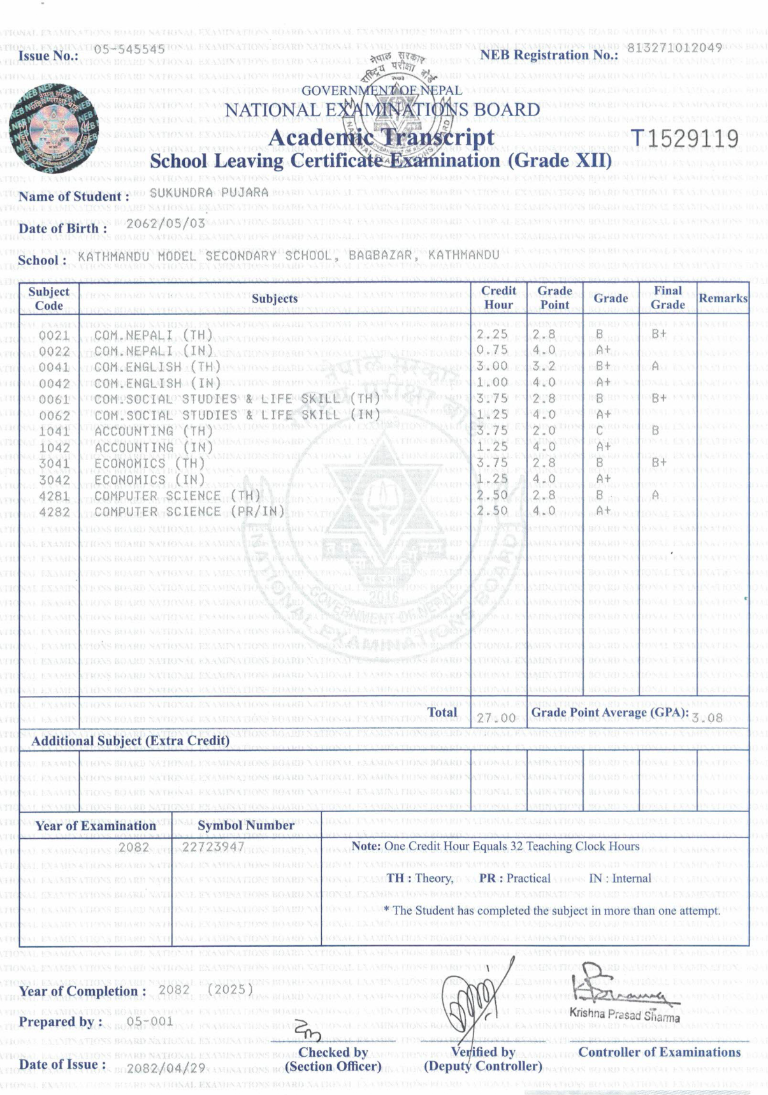 Issue No.: 05-545545
NEB Registration No.: 813271012049
नेपाल सरकार
राष्ट्रिय परीक्षा बोर्ड
GOVERNMENT OF NEPAL
NATIONAL EXAMINATIONS BOARD
Academic Transcript
T1529119
School Leaving Certificate Examination (Grade XII)
Name of Student : SUKUNDRA PUJARA
Date of Birth : 2062/05/03
School : KATHMANDU MODEL SECONDARY SCHOOL, BAGBAZAR, KATHMANDU
Subject Code Subjects Credit Hour Grade Point Grade Final Grade Remarks
0021 COM.NEPALI (TH) 2.25 2.8 B B+
0022 COM.NEPALI (IN) 0.75 4.0 A+
0041 COM.ENGLISH (TH) 3.00 3.2 B+ A
0042 COM.ENGLISH (IN) 1.00 4.0 A+
0061 COM.SOCIAL STUDIES & LIFE SKILL (TH) 3.75 2.8 B B+
0062 COM.SOCIAL STUDIES & LIFE SKILL (IN) 1.25 4.0 A+
1041 ACCOUNTING (TH) 3.75 2.0 C B
1042 ACCOUNTING (IN) 1.25 4.0 A+
3041 ECONOMICS (TH) 3.75 2.8 B B+
3042 ECONOMICS (IN) 1.25 4.0 A+
4281 COMPUTER SCIENCE (TH) 2.50 2.8 B A
4282 COMPUTER SCIENCE (PR/IN) 2.50 4.0 A+
नेपाल सरकार
राष्ट्रिय परीक्षा बोर्ड
2016
GOVERNMENT OF NEPAL
NATIONAL EXAMINATIONS BOARD
Total 27.00 Grade Point Average (GPA): 3.08
Additional Subject (Extra Credit)
Year of Examination Symbol Number
2082 22723947
Note: One Credit Hour Equals 32 Teaching Clock Hours
TH : Theory, PR : Practical IN : Internal
* The Student has completed the subject in more than one attempt.
Year of Completion : 2082 (2025)
Prepared by : 05-001
Krishna Prasad Sharma
Checked by
(Section Officer)
Verified by
(Deputy Controller)
Controller of Examinations
Date of Issue : 2082/04/29